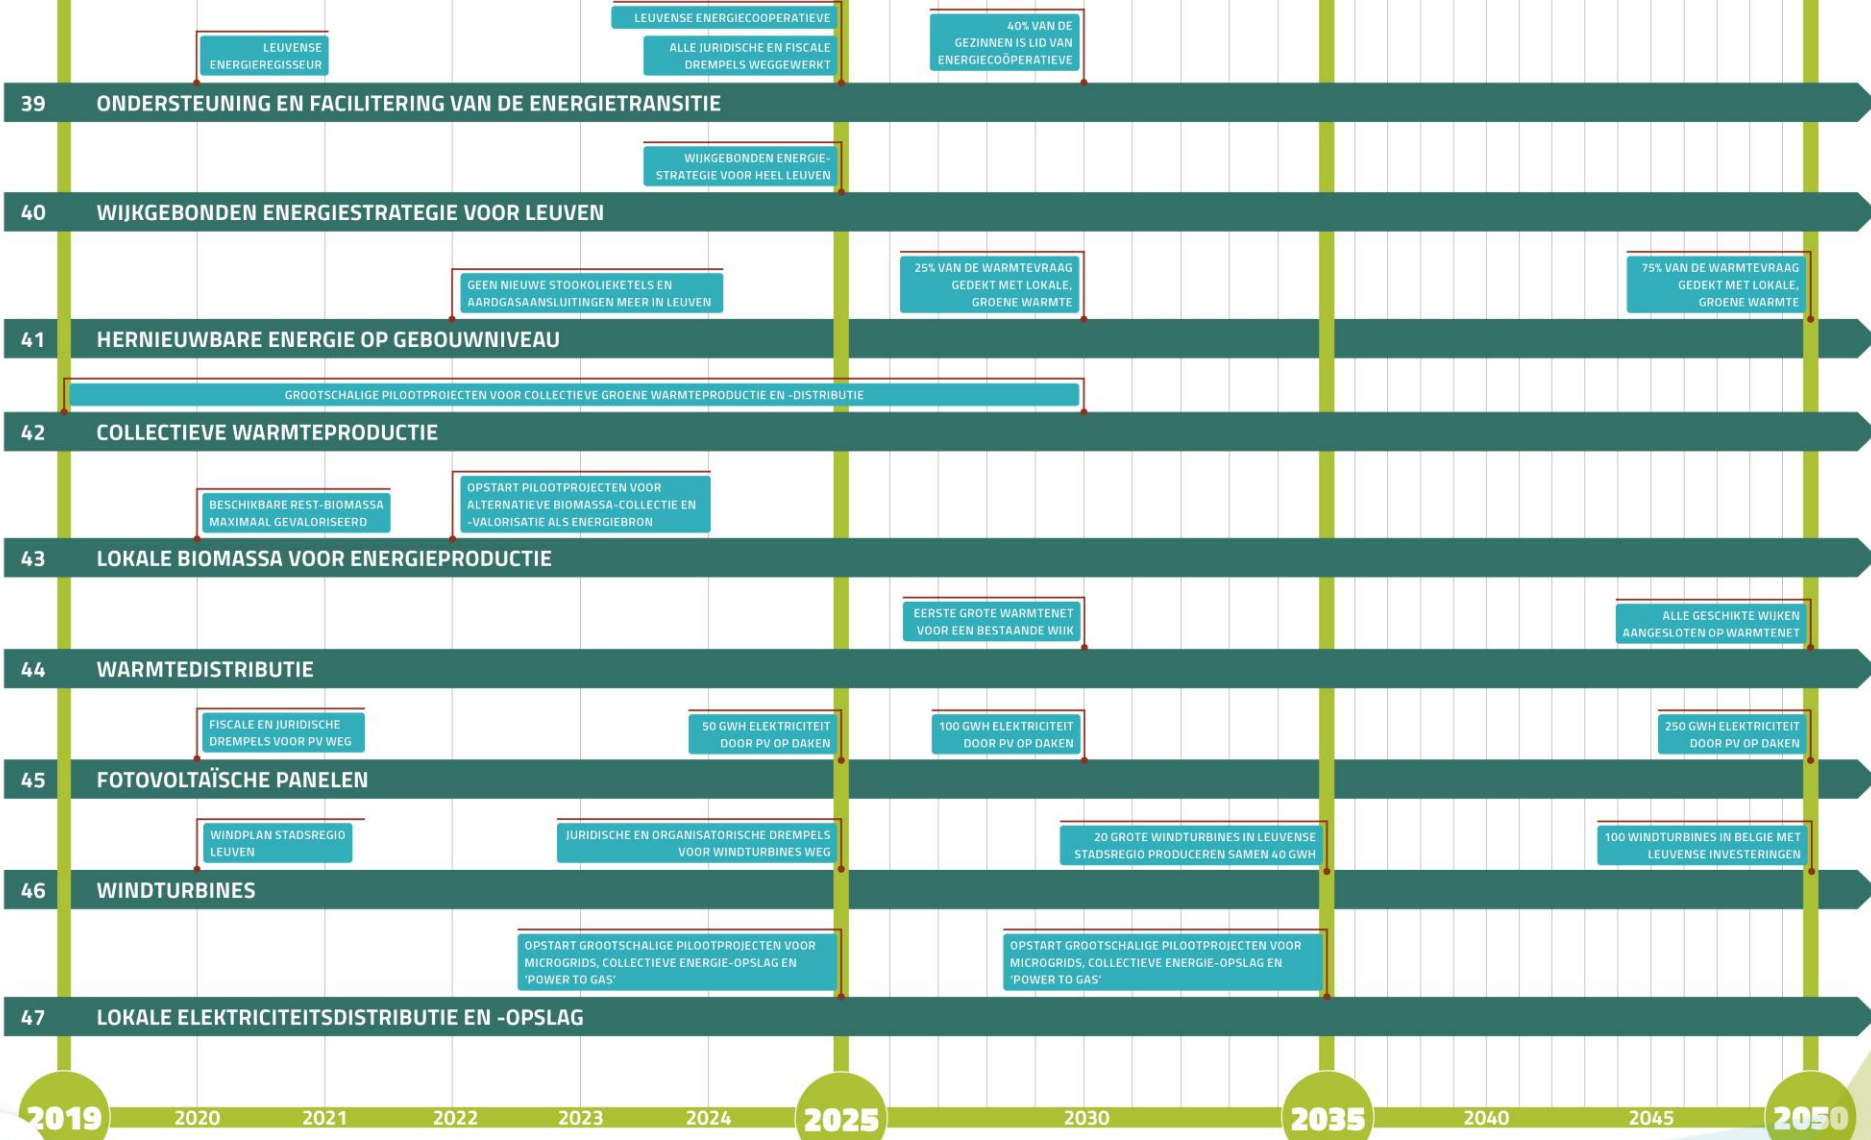 LEUVENSE ENERGIECOOPERATIEVE
LEUVENSE
ENERGIEREGISSEUR
ALLE JURIDISCHE EN FISCALE
DREMPELS WEGGEWERKT
40% VAN DE
GEZINNEN IS LID VAN
ENERGIECOÖPERATIEVE
39 ONDERSTEUNING EN FACILITERING VAN DE ENERGIETRANSITIE
WIJKGEBONDEN ENERGIE-
STRATEGIE VOOR HEEL LEUVEN
40 WIJKGEBONDEN ENERGIESTRATEGIE VOOR LEUVEN
GEEN NIEUWE STOOKOLIEKETELS EN
AARDGASAANSLUITINGEN MEER IN LEUVEN
25% VAN DE WARMTEVRAAG
GEDEKT MET LOKALE,
GROENE WARMTE
75% VAN DE WARMTEVRAAG
GEDEKT MET LOKALE,
GROENE WARMTE
41 HERNIEUWBARE ENERGIE OP GEBOUWNIVEAU
GROOTSCHALIGE PILOOTPROJECTEN VOOR COLLECTIEVE GROENE WARMTEPRODUCTIE EN -DISTRIBUTIE
42 COLLECTIEVE WARMTEPRODUCTIE
BESCHIKBARE REST-BIOMASSA
MAXIMAAL GEVALORISEERD
OPSTART PILOOTPROJECTEN VOOR
ALTERNATIEVE BIOMASSA-COLLECTIE EN
-VALORISATIE ALS ENERGIEBRON
43 LOKALE BIOMASSA VOOR ENERGIEPRODUCTIE
EERSTE GROTE WARMTENET
VOOR EEN BESTAANDE WIJK
ALLE GESCHIKTE WIJKEN
AANGESLOTEN OP WARMTENET
44 WARMTEDISTRIBUTIE
FISCALE EN JURIDISCHE
DREMPELS VOOR PV WEG
50 GWH ELEKTRICITEIT
DOOR PV OP DAKEN
100 GWH ELEKTRICITEIT
DOOR PV OP DAKEN
250 GWH ELEKTRICITEIT
DOOR PV OP DAKEN
45 FOTOVOLTAÏSCHE PANELEN
WINDPLAN STADSREGIO
LEUVEN
JURIDISCHE EN ORGANISATORISCHE DREMPELS
VOOR WINDTURBINES WEG
20 GROTE WINDTURBINES IN LEUVENSE
STADSREGIO PRODUCEREN SAMEN 40 GWH
100 WINDTURBINES IN BELGIE MET
LEUVENSE INVESTERINGEN
46 WINDTURBINES
OPSTART GROOTSCHALIGE PILOOTPROJECTEN VOOR
MICROGRIDS, COLLECTIEVE ENERGIE-OPSLAG EN
'POWER TO GAS'
OPSTART GROOTSCHALIGE PILOOTPROJECTEN VOOR
MICROGRIDS, COLLECTIEVE ENERGIE-OPSLAG EN
'POWER TO GAS'
47 LOKALE ELEKTRICITEITSDISTRIBUTIE EN -OPSLAG
2019 2020 2021 2022 2023 2024 2025 2030 2035 2040 2045 2050